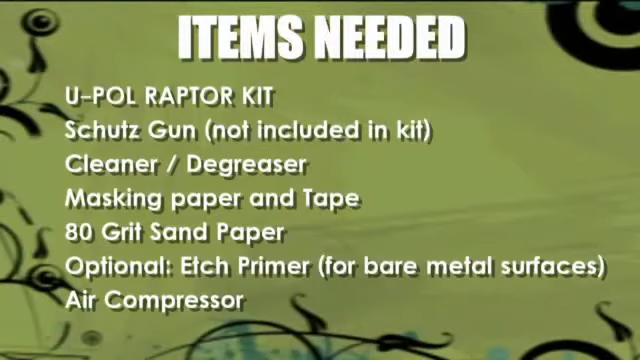 ITEMS NEEDED
U-POL RAPTOR KIT
Schutz Gun (not included in kit)
Cleaner / Degreaser
Masking paper and Tape
80 Grit Sand Paper
Optional: Etch Primer (for bare metal surfaces)
Air Compressor